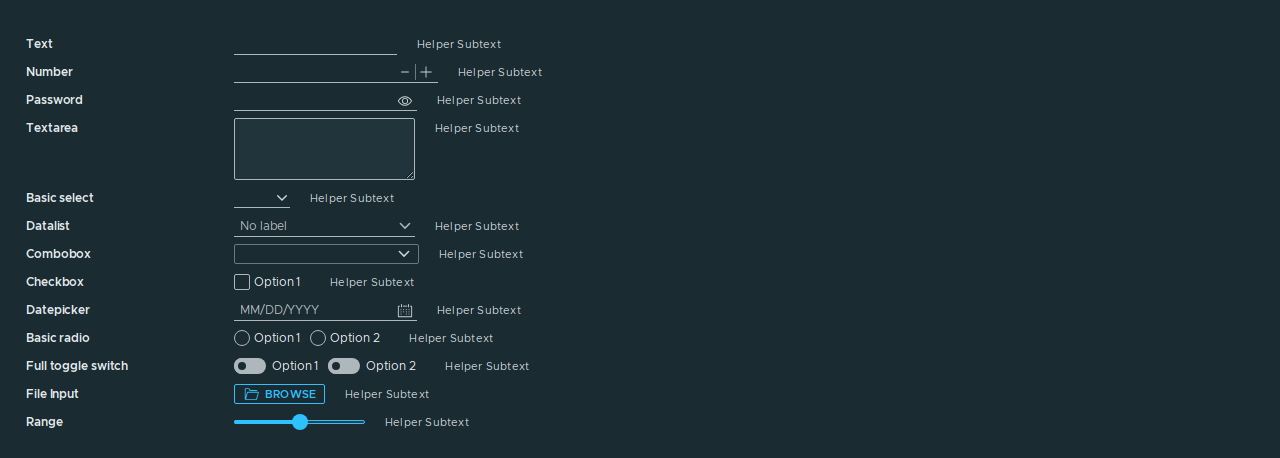 Text Helper Subtext
Number Helper Subtext
Password Helper Subtext
Textarea Helper Subtext
Basic select Helper Subtext
Datalist No label Helper Subtext
Combobox Helper Subtext
Checkbox Option 1 Helper Subtext
Datepicker MM/DD/YYYY Helper Subtext
Basic radio Option 1 Option 2 Helper Subtext
Full toggle switch Option 1 Option 2 Helper Subtext
File Input BROWSE Helper Subtext
Range Helper Subtext